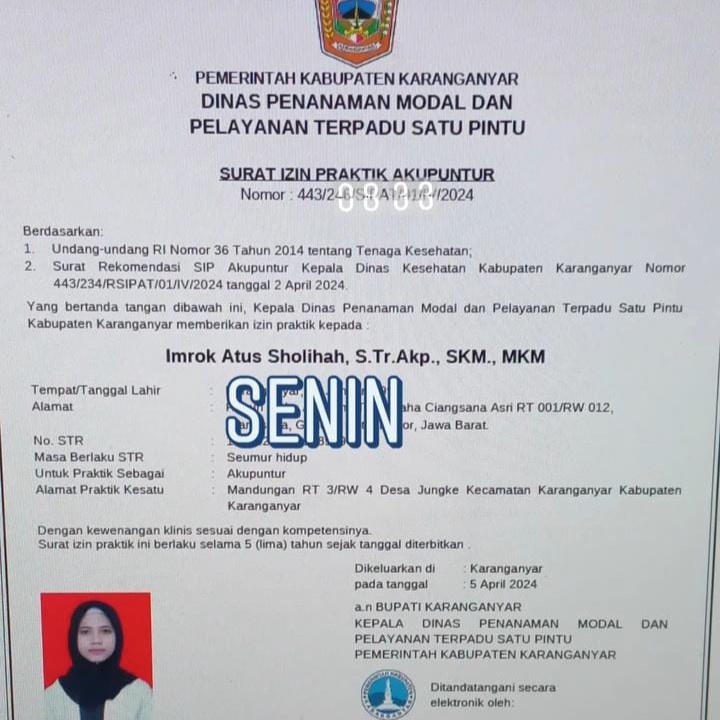 PEMERINTAH KABUPATEN KARANGANYAR
DINAS PENANAMAN MODAL DAN
PELAYANAN TERPADU SATU PINTU
SURAT IZIN PRAKTIK AKUPUNTUR
Nomor : 443/246/SIPAT/01/IV/2024
08 03
Berdasarkan:
1. Undang-undang RI Nomor 36 Tahun 2014 tentang Tenaga Kesehatan;
2. Surat Rekomendasi SIP Akupuntur Kepala Dinas Kesehatan Kabupaten Karanganyar Nomor
443/234/RSIPAT/01/IV/2024 tanggal 2 April 2024.
Yang bertanda tangan dibawah ini, Kepala Dinas Penanaman Modal dan Pelayanan Terpadu Satu Pintu
Kabupaten Karanganyar memberikan izin praktik kepada :
Imrok Atus Sholihah, S.Tr.Akp., SKM., MKM
Tempat/Tanggal Lahir :
Alamat : Ciangsana Asri RT 001/RW 012,
Jawa Barat.
SENIN
No. STR :
Masa Berlaku STR : Seumur hidup
Untuk Praktik Sebagai : Akupuntur
Alamat Praktik Kesatu : Mandungan RT 3/RW 4 Desa Jungke Kecamatan Karanganyar Kabupaten
Karanganyar
Dengan kewenangan klinis sesuai dengan kompetensinya.
Surat izin praktik ini berlaku selama 5 (lima) tahun sejak tanggal diterbitkan .
Dikeluarkan di : Karanganyar
pada tanggal : 5 April 2024
a.n BUPATI KARANGANYAR
KEPALA DINAS PENANAMAN MODAL DAN
PELAYANAN TERPADU SATU PINTU
PEMERINTAH KABUPATEN KARANGANYAR
Ditandatangani secara
elektronik oleh: